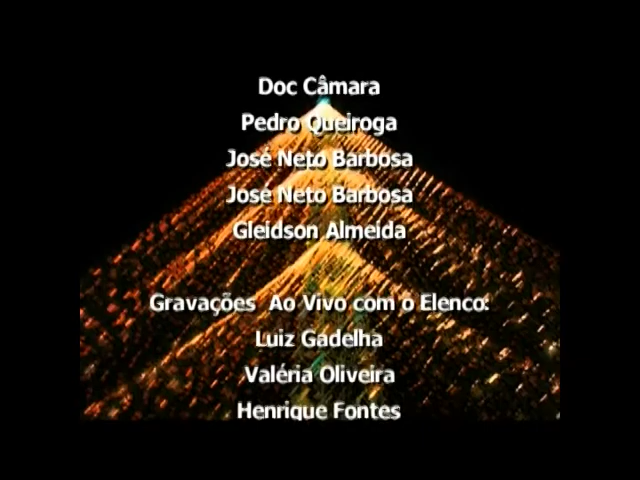 Doc Câmara
Pedro Queiroga
José Neto Barbosa
José Neto Barbosa
Gleidson Almeida
Gravações Ao Vivo com o Elenco:
Luiz Gadelha
Valéria Oliveira
Henrique Fontes